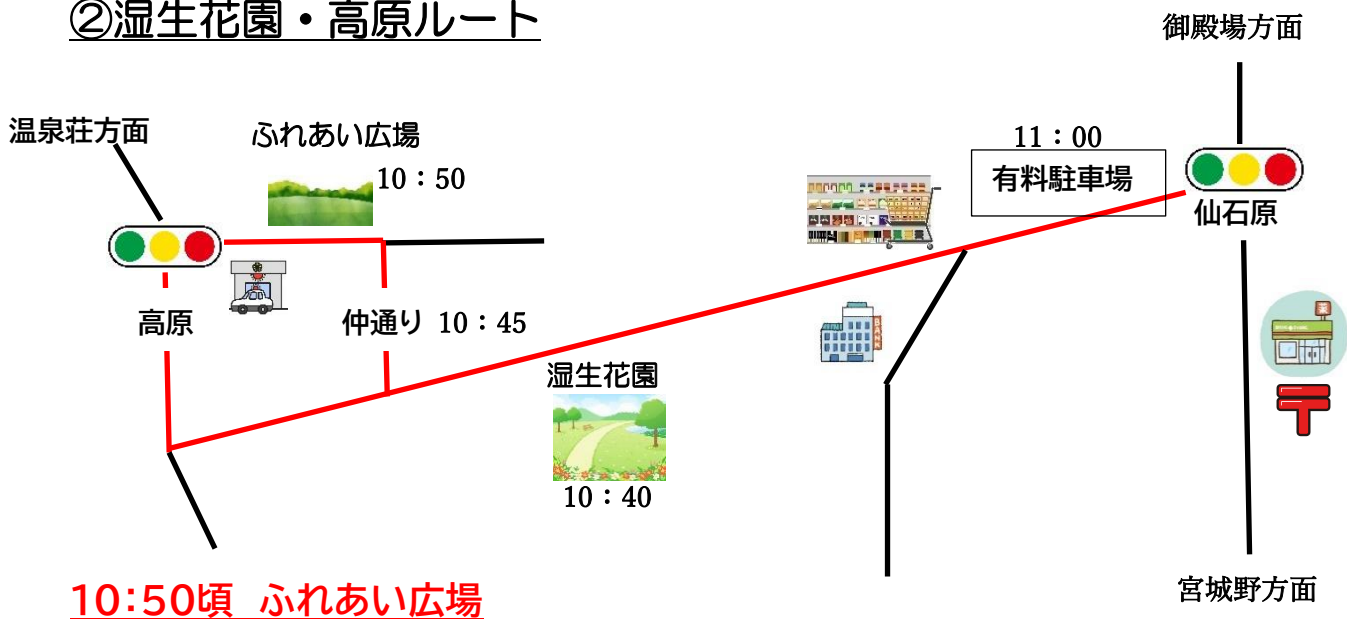 ②湿生花園・高原ルート
御殿場方面
温泉荘方面
ふれあい広場
10：50
11：00
有料駐車場
仙石原
高原
仲通り 10：45
BANK
湿生花園
10：40
〒
10:50頃 ふれあい広場
宮城野方面